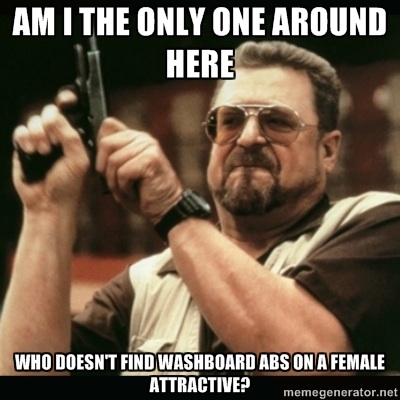 AM I THE ONLY ONE AROUND
HERE
WHO DOESN'T FIND WASHBOARD ABS ON A FEMALE
ATTRACTIVE?
memegenerator.net